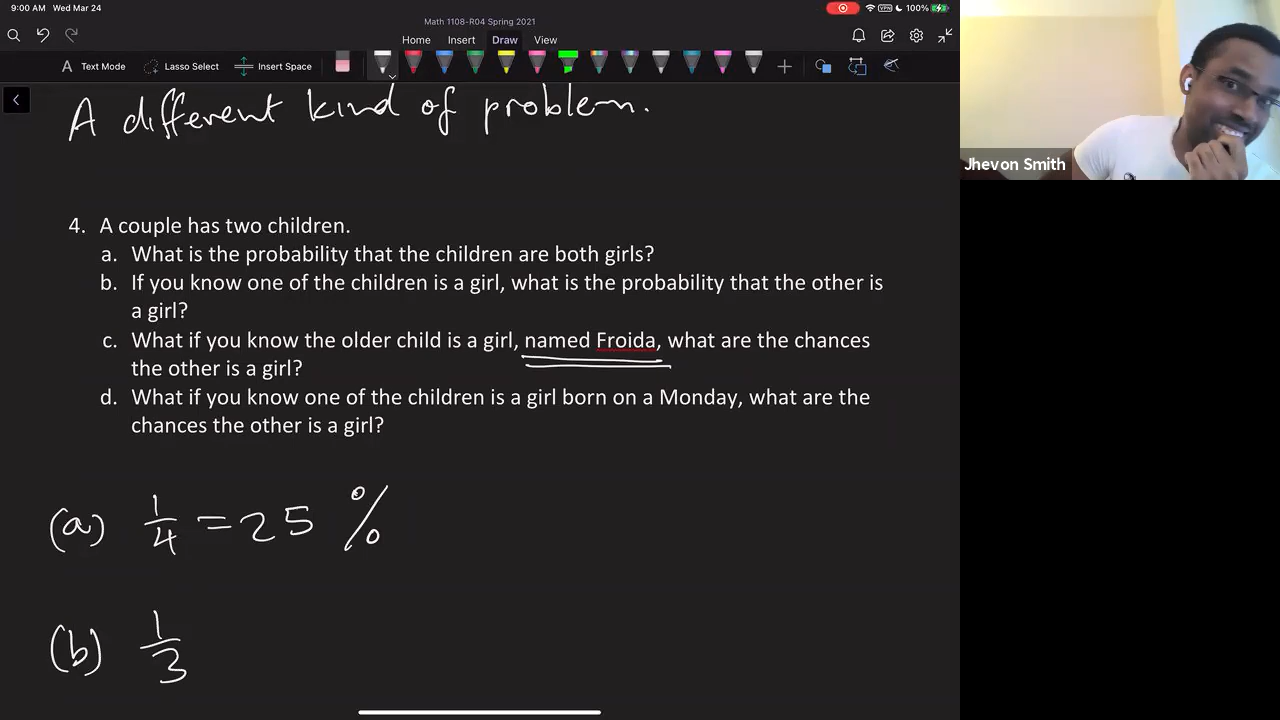 9:00 AM Wed Mar 24
100%
Math 1108-R04 Spring 2021
Home Insert Draw View
A Text Mode Lasso Select Insert Space
VPN
A different kind of problem.
4. A couple has two children.
a. What is the probability that the children are both girls?
b. If you know one of the children is a girl, what is the probability that the other is
a girl?
c. What if you know the older child is a girl, named Froida, what are the chances
the other is a girl?
d. What if you know one of the children is a girl born on a Monday, what are the
chances the other is a girl?
(a) 1/4 = 25 %
(b) 1/3
Jhevon Smith